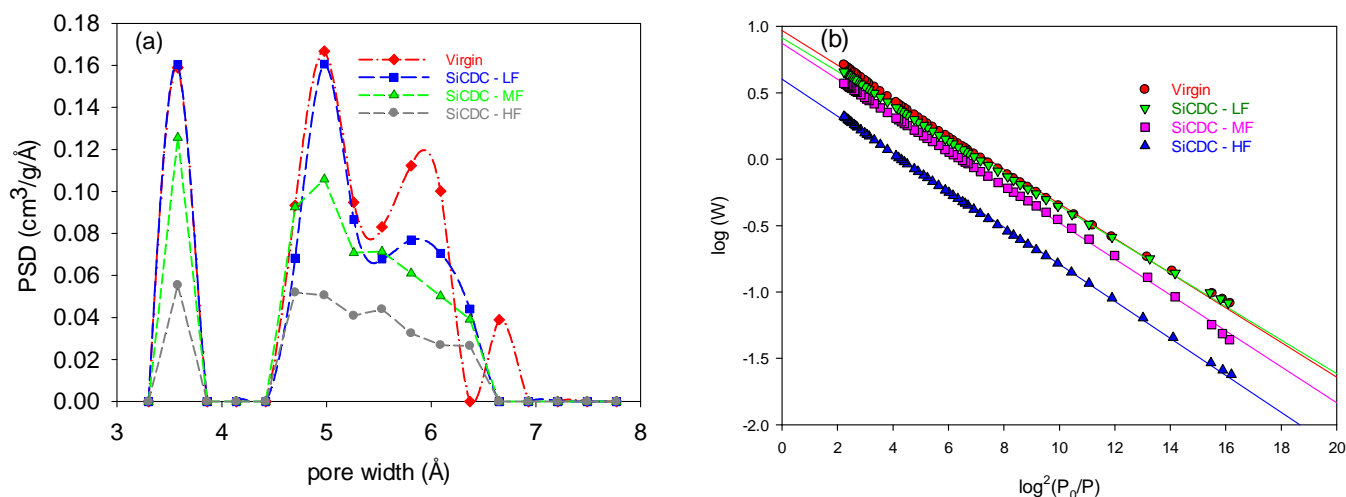 (a)
Virgin
SiCDC - LF
SiCDC - MF
SiCDC - HF
PSD (cm³/g/Å)
0.18
0.16
0.14
0.12
0.10
0.08
0.06
0.04
0.02
0.00
3 4 5 6 7 8
pore width (Å)
(b)
Virgin
SiCDC - LF
SiCDC - MF
SiCDC - HF
log (W)
1.0
0.5
0.0
-0.5
-1.0
-1.5
-2.0
0 2 4 6 8 10 12 14 16 18 20
log²(P₀/P)